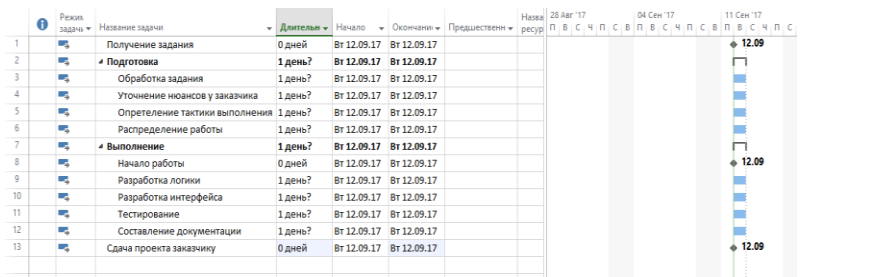 Режим задачи Название задачи Длительн Начало Окончани Предшественн Назва ресур 28 Авг '17 04 Сен '17 11 Сен '17
П В С Ч П С В П В С Ч П С В П В С Ч П С
1 Получение задания 0 дней Вт 12.09.17 Вт 12.09.17 12.09
2 Подготовка 1 день? Вт 12.09.17 Вт 12.09.17
3 Обработка задания 1 день? Вт 12.09.17 Вт 12.09.17
4 Уточнение нюансов у заказчика 1 день? Вт 12.09.17 Вт 12.09.17
5 Опретеление тактики выполнения 1 день? Вт 12.09.17 Вт 12.09.17
6 Распределение работы 1 день? Вт 12.09.17 Вт 12.09.17
7 Выполнение 1 день? Вт 12.09.17 Вт 12.09.17
8 Начало работы 0 дней Вт 12.09.17 Вт 12.09.17 12.09
9 Разработка логики 1 день? Вт 12.09.17 Вт 12.09.17
10 Разработка интерфейса 1 день? Вт 12.09.17 Вт 12.09.17
11 Тестирование 1 день? Вт 12.09.17 Вт 12.09.17
12 Составление документации 1 день? Вт 12.09.17 Вт 12.09.17
13 Сдача проекта заказчику 0 дней Вт 12.09.17 Вт 12.09.17 12.09